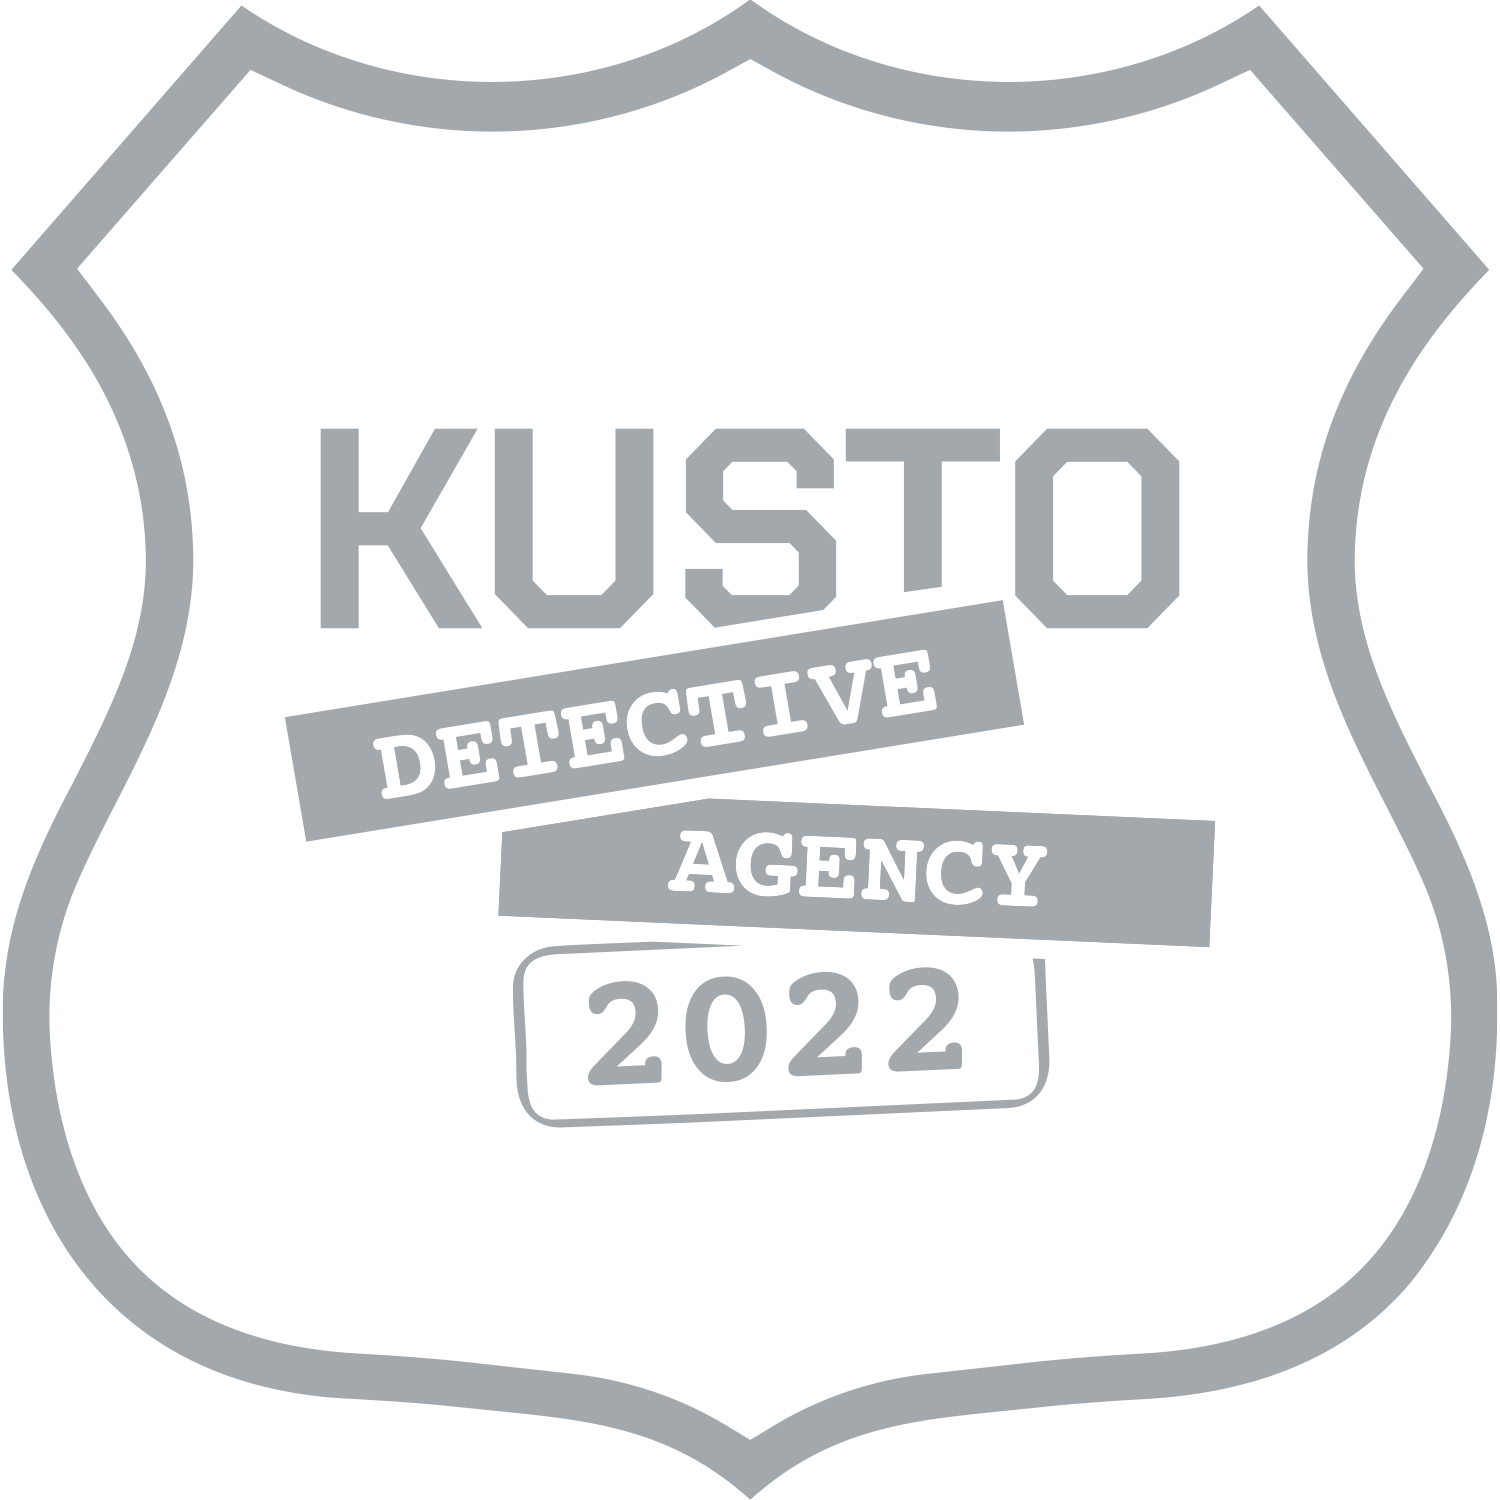 KUSTO
DETECTIVE
AGENCY
2022